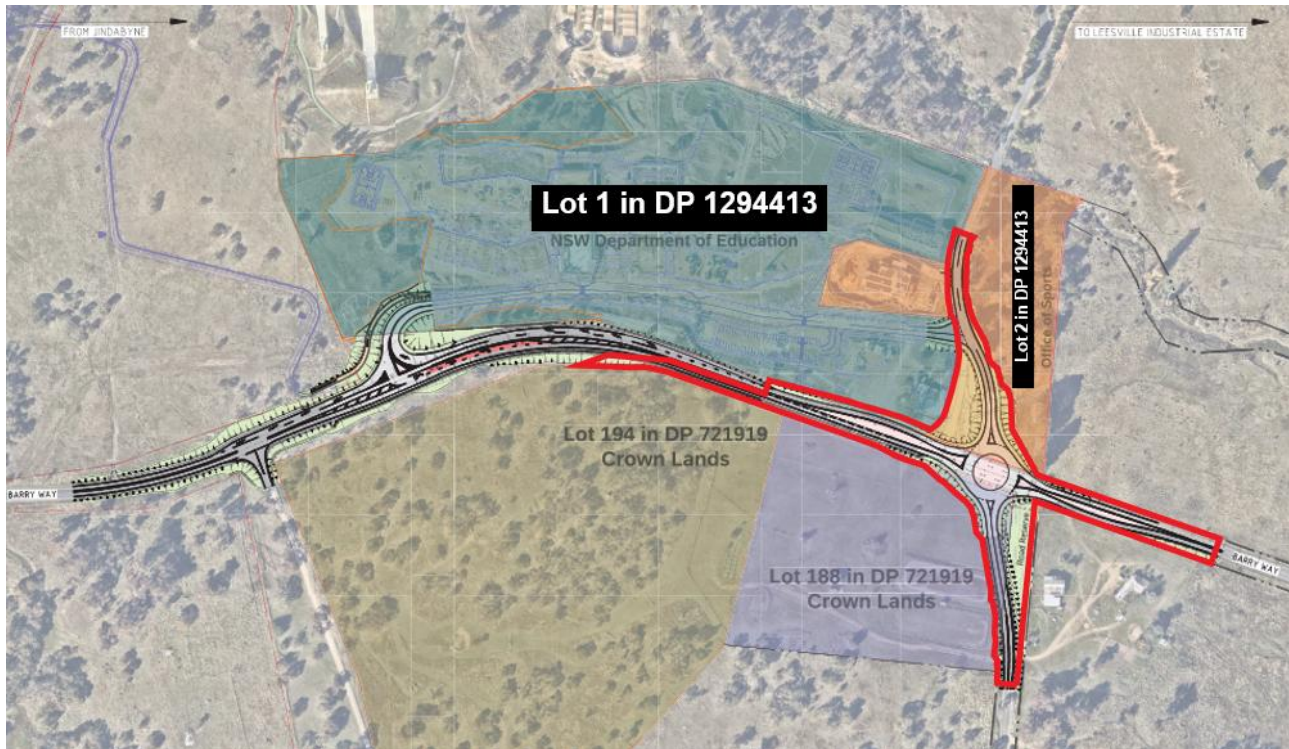 FROM JINDABYNE
TO LEESVILLE INDUSTRIAL ESTATE
Lot 1 in DP 1294413
NSW Department of Education
Lot 2 in DP 1294413
Office of Sports
Lot 194 in DP 721919
Crown Lands
BARRY WAY
Road Reserve
BARRY WAY
Lot 188 in DP 721919
Crown Lands